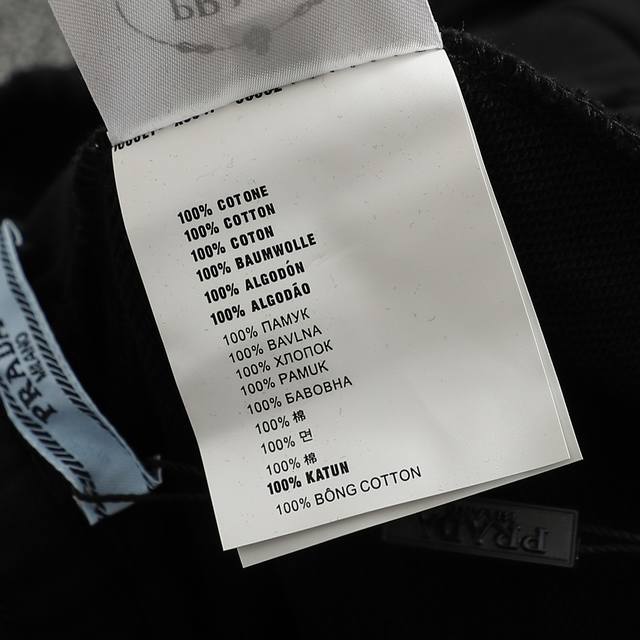 100% COTONE
100% COTTON
100% COTON
100% BAUMWOLLE
100% ALGODÓN
100% ALGODÃO
100% ПАМУК
100% BAVLNA
100% ХЛОПОК
100% PAMUK
100% БАВОВНА
100% 棉
100% 면
100% 棉
100% KATUN
100% BÔNG COTTON
PRADA
MILANO
PRADA